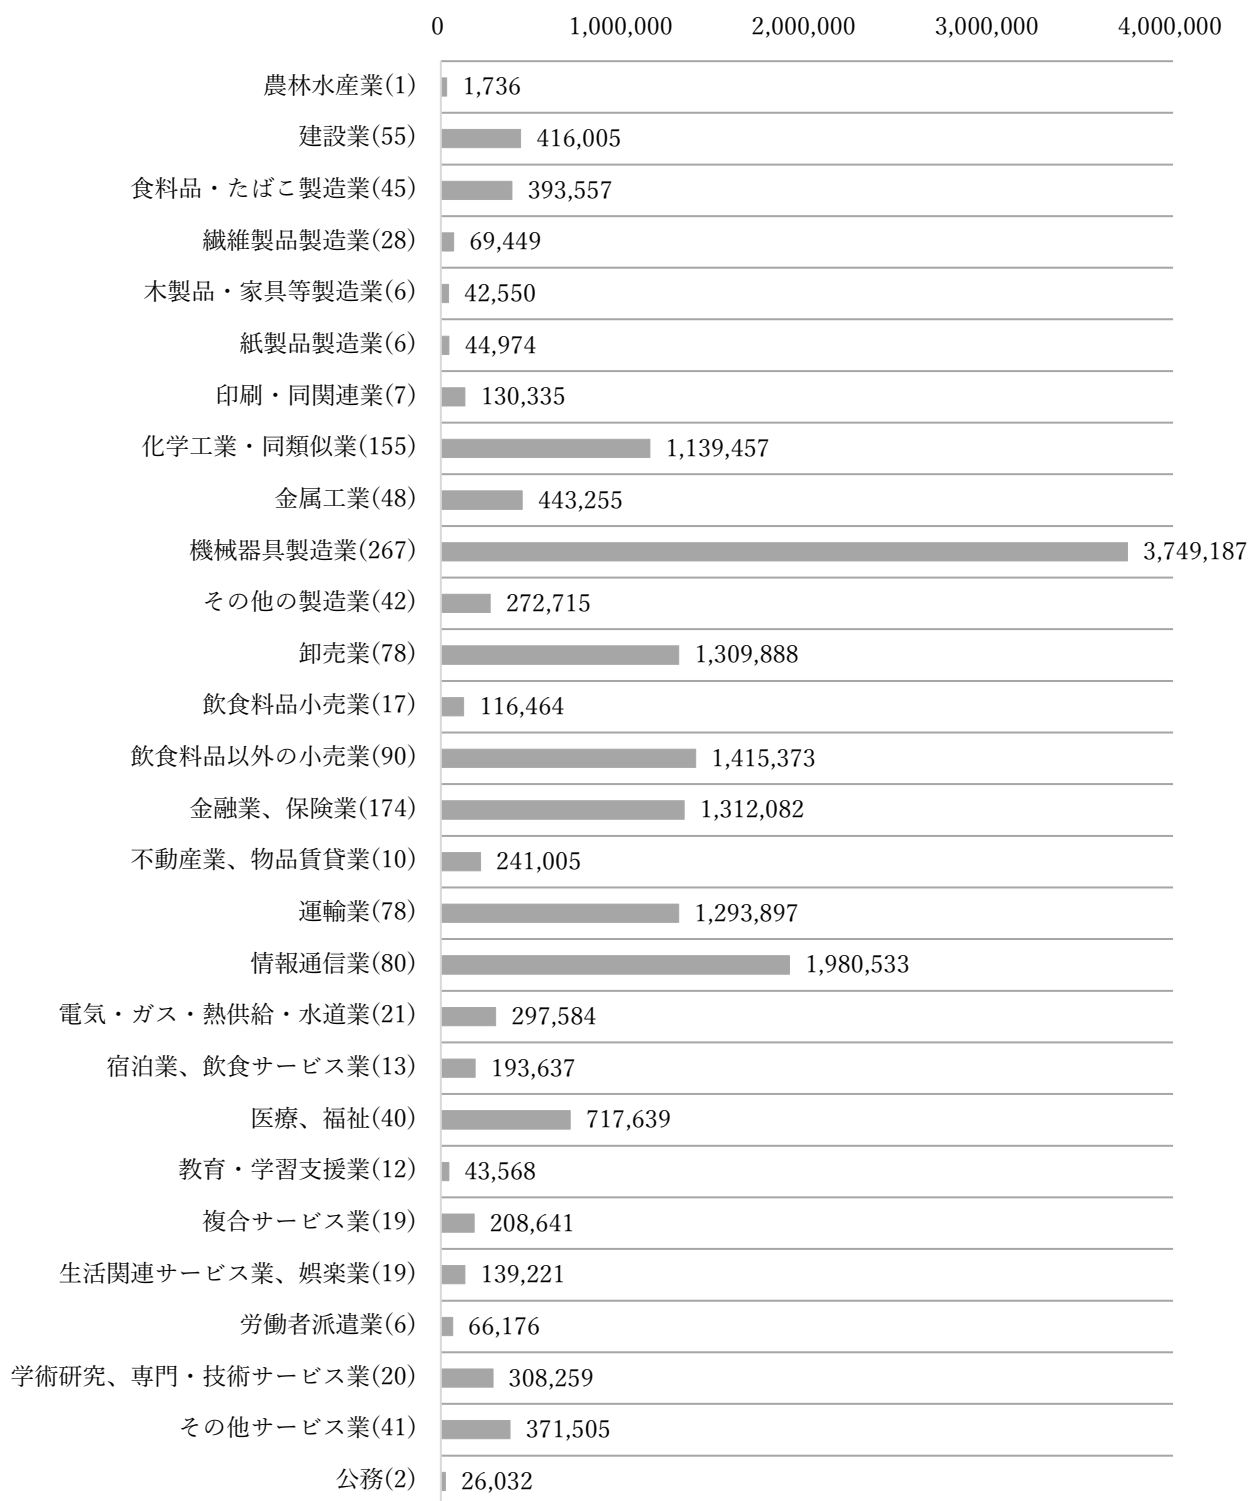 0 1,000,000 2,000,000 3,000,000 4,000,000
農林水産業(1) 1,736
建設業(55) 416,005
食料品・たばこ製造業(45) 393,557
繊維製品製造業(28) 69,449
木製品・家具等製造業(6) 42,550
紙製品製造業(6) 44,974
印刷・同関連業(7) 130,335
化学工業・同類似業(155) 1,139,457
金属工業(48) 443,255
機械器具製造業(267) 3,749,187
その他の製造業(42) 272,715
卸売業(78) 1,309,888
飲食料品小売業(17) 116,464
飲食料品以外の小売業(90) 1,415,373
金融業、保険業(174) 1,312,082
不動産業、物品賃貸業(10) 241,005
運輸業(78) 1,293,897
情報通信業(80) 1,980,533
電気・ガス・熱供給・水道業(21) 297,584
宿泊業、飲食サービス業(13) 193,637
医療、福祉(40) 717,639
教育・学習支援業(12) 43,568
複合サービス業(19) 208,641
生活関連サービス業、娯楽業(19) 139,221
労働者派遣業(6) 66,176
学術研究、専門・技術サービス業(20) 308,259
その他サービス業(41) 371,505
公務(2) 26,032